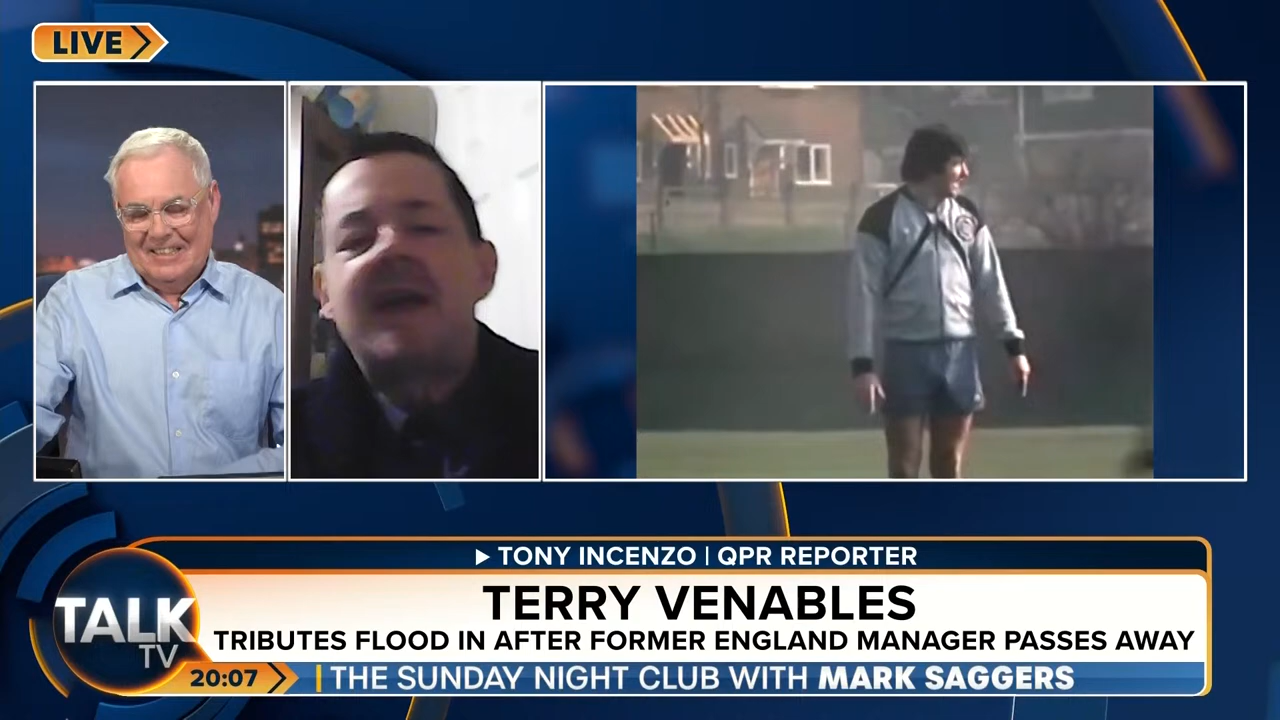 LIVE
TONY INCENZO | QPR REPORTER
TERRY VENABLES
TRIBUTES FLOOD IN AFTER FORMER ENGLAND MANAGER PASSES AWAY
TALK
TV
20:07
THE SUNDAY NIGHT CLUB WITH MARK SAGGERS